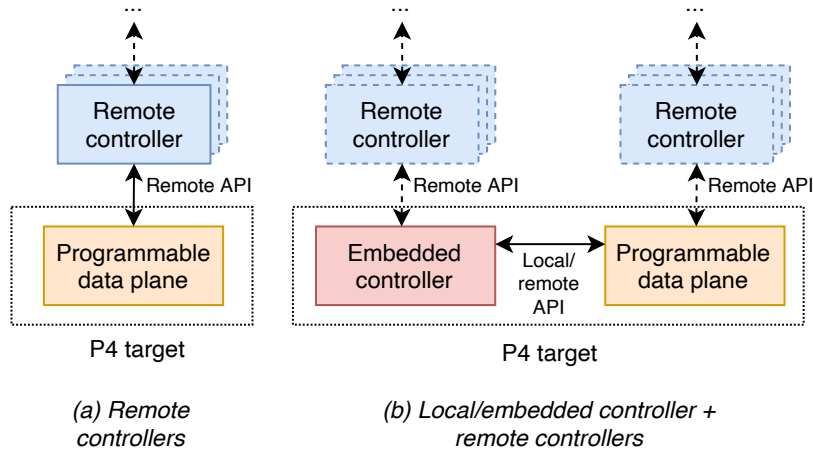 ...
Remote
controller
Remote API
Programmable
data plane
P4 target
(a) Remote
controllers
...
...
Remote
controller
Remote
controller
Remote API
Remote API
Embedded
controller
Local/
remote
API
Programmable
data plane
P4 target
(b) Local/embedded controller +
remote controllers